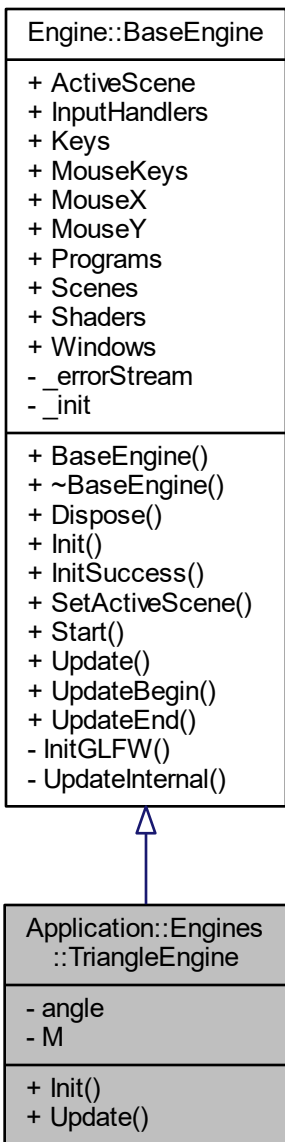 Engine::BaseEngine
+ ActiveScene
+ InputHandlers
+ Keys
+ MouseKeys
+ MouseX
+ MouseY
+ Programs
+ Scenes
+ Shaders
+ Windows
- _errorStream
- _init
+ BaseEngine()
+ ~BaseEngine()
+ Dispose()
+ Init()
+ InitSuccess()
+ SetActiveScene()
+ Start()
+ Update()
+ UpdateBegin()
+ UpdateEnd()
- InitGLFW()
- UpdateInternal()
Application::Engines
::TriangleEngine
- angle
- M
+ Init()
+ Update()